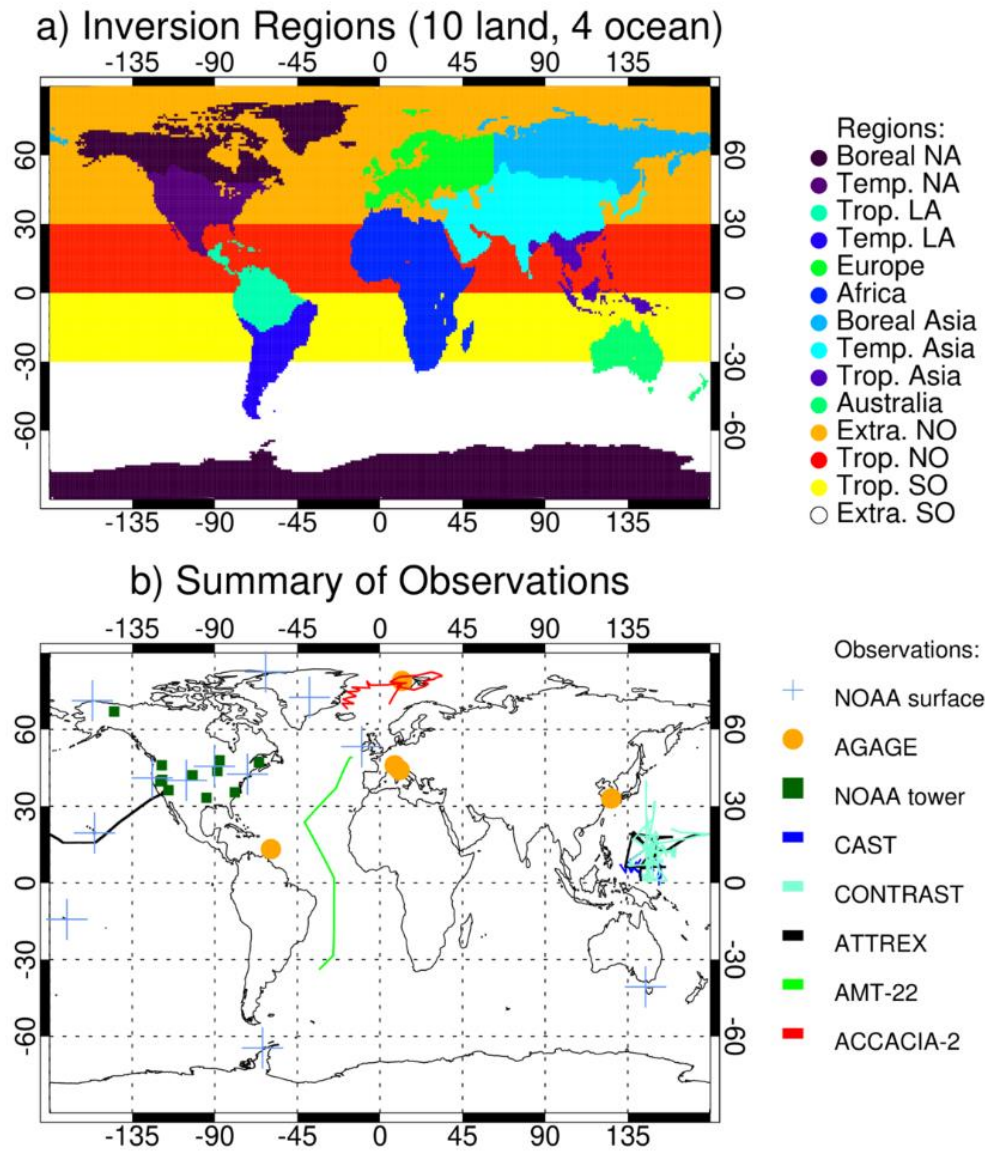 a) Inversion Regions (10 land, 4 ocean)
-135 -90 -45 0 45 90 135
60 60
30 30
0 0
-30 -30
-60 -60
-135 -90 -45 0 45 90 135
Regions:
Boreal NA
Temp. NA
Trop. LA
Temp. LA
Europe
Africa
Boreal Asia
Temp. Asia
Trop. Asia
Australia
Extra. NO
Trop. NO
Trop. SO
Extra. SO
b) Summary of Observations
-135 -90 -45 0 45 90 135
60 60
30 30
0 0
-30 -30
-60 -60
-135 -90 -45 0 45 90 135
Observations:
NOAA surface
AGAGE
NOAA tower
CAST
CONTRAST
ATTREX
AMT-22
ACCACIA-2